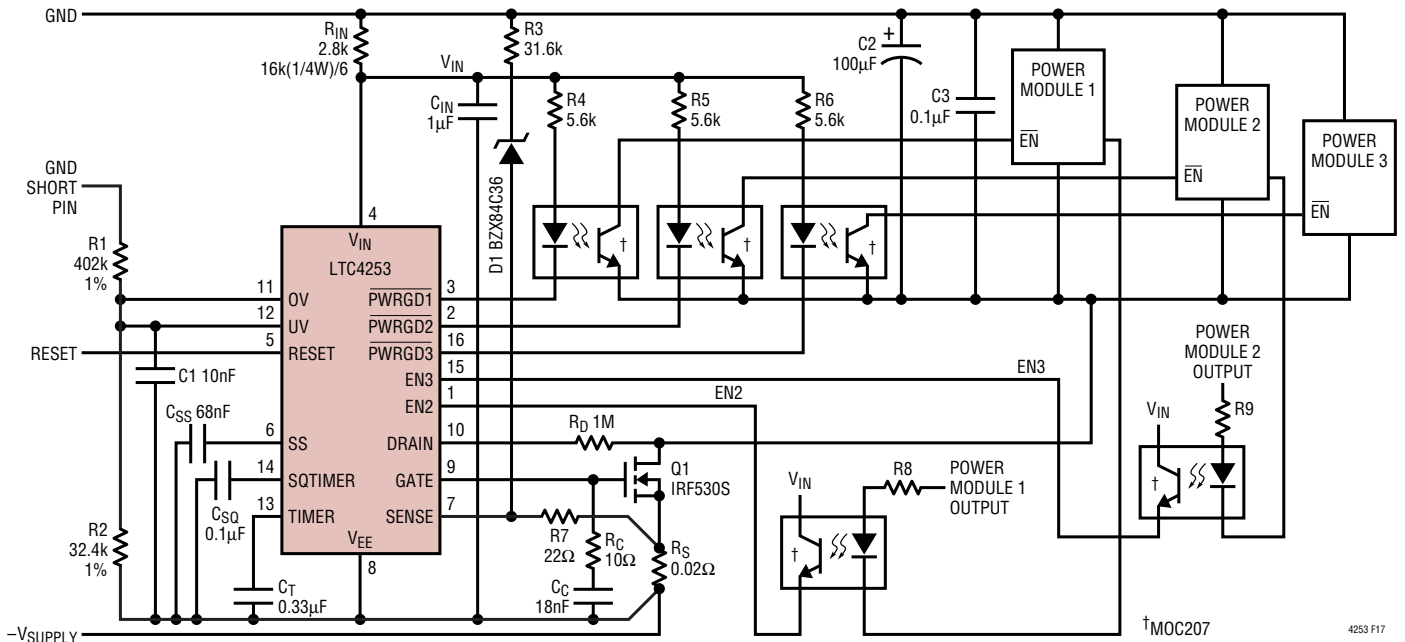 GND
R_IN
2.8k
16k(1/4W)/6
R3
31.6k
V_IN
C_IN
1µF
R4
5.6k
R5
5.6k
R6
5.6k
+
C2
100µF
C3
0.1µF
POWER
MODULE 1
E̅N̅
POWER
MODULE 2
E̅N̅
POWER
MODULE 3
E̅N̅
D1 BZX84C36
†
†
†
GND
SHORT
PIN
R1
402k
1%
4
V_IN
LTC4253
11
OV
12
UV
5
RESET
RESET
3
P̅W̅R̅G̅D̅1̅
2
P̅W̅R̅G̅D̅2̅
16
P̅W̅R̅G̅D̅3̅
15
EN3
1
EN2
10
DRAIN
9
GATE
7
SENSE
6
SS
14
SQTIMER
13
TIMER
V_EE
8
C1 10nF
C_SS 68nF
C_SQ
0.1µF
R2
32.4k
1%
C_T
0.33µF
EN3
EN2
R_D 1M
Q1
IRF530S
R7
22Ω
R_C
10Ω
C_C
18nF
R_S
0.02Ω
V_IN
†
R8
POWER
MODULE 1
OUTPUT
POWER
MODULE 2
OUTPUT
V_IN
R9
†
–V_SUPPLY
†MOC207
4253 F17